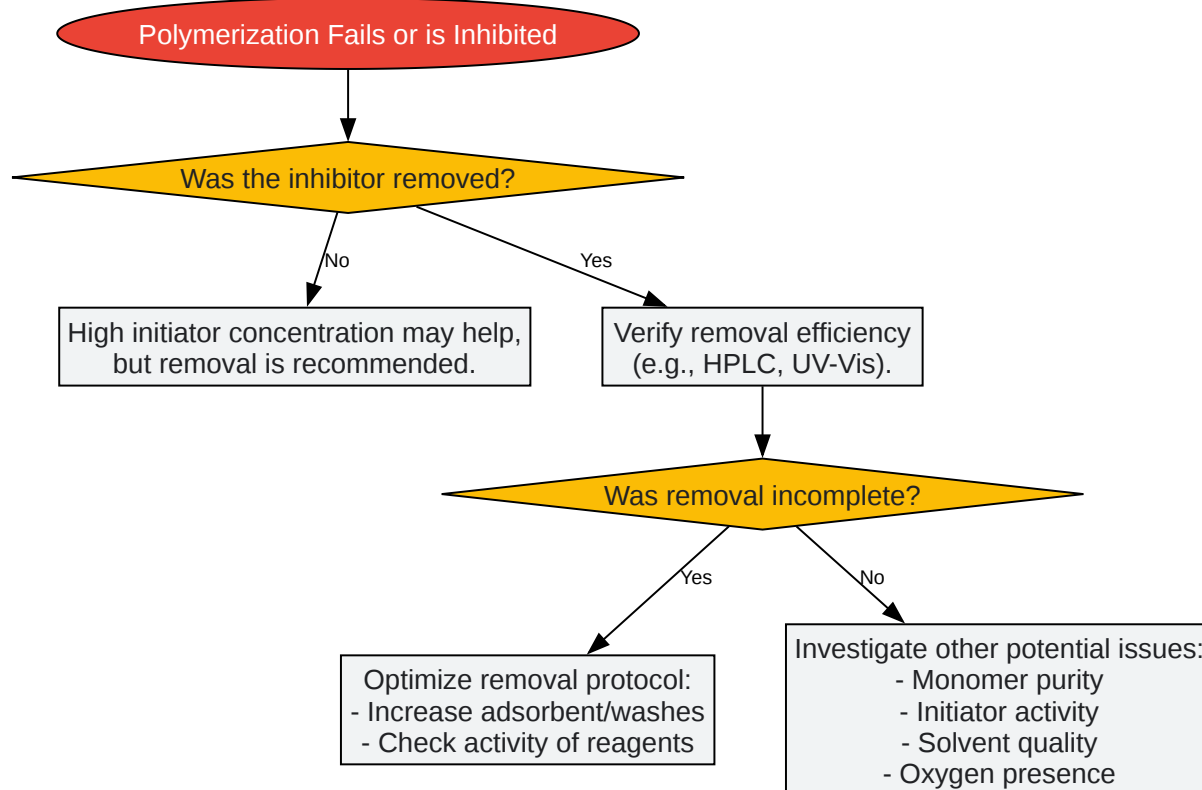 Polymerization Fails or is Inhibited
Was the inhibitor removed?
No
Yes
High initiator concentration may help,
but removal is recommended.
Verify removal efficiency
(e.g., HPLC, UV-Vis).
Was removal incomplete?
Yes
No
Optimize removal protocol:
- Increase adsorbent/washes
- Check activity of reagents
Investigate other potential issues:
- Monomer purity
- Initiator activity
- Solvent quality
- Oxygen presence